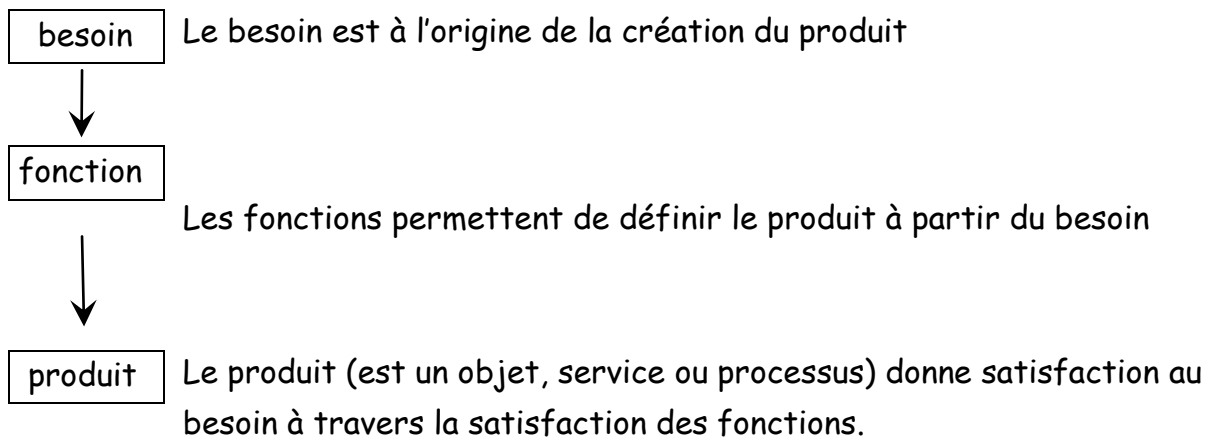 besoin Le besoin est à l’origine de la création du produit
fonction
Les fonctions permettent de définir le produit à partir du besoin
produit Le produit (est un objet, service ou processus) donne satisfaction au
besoin à travers la satisfaction des fonctions.